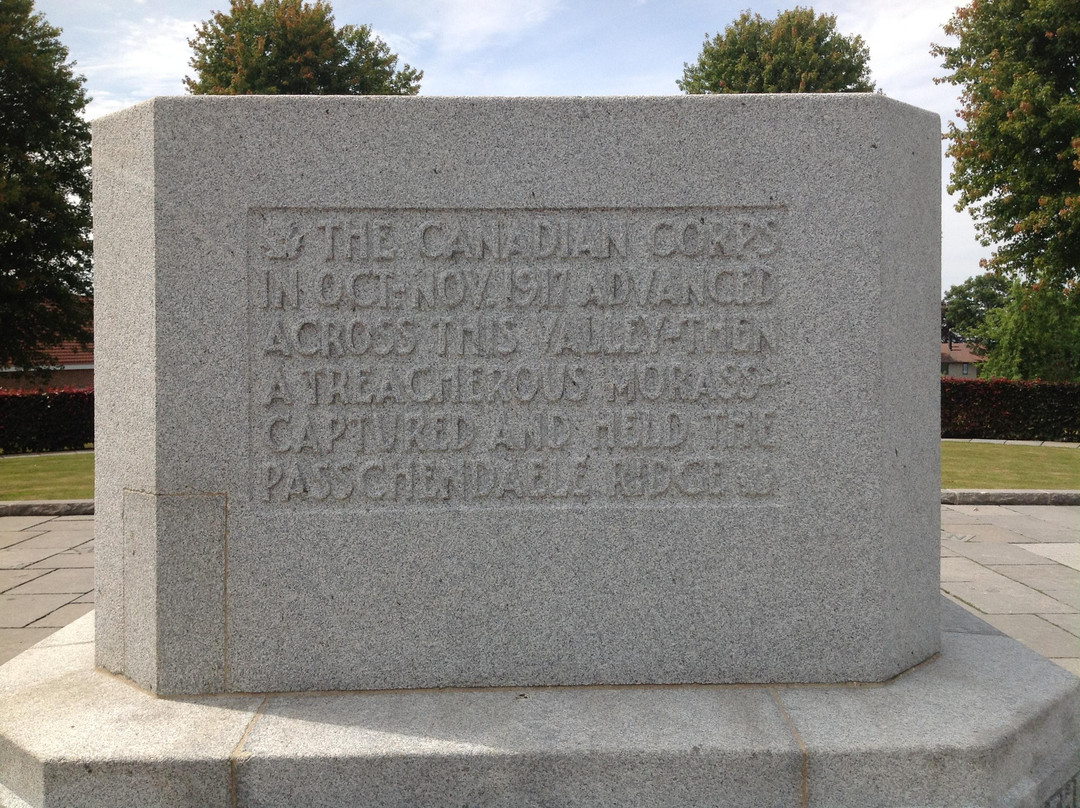 THE CANADIAN CORPS
IN OCT-NOV. 1917 ADVANCED
ACROSS THIS VALLEY-THEN
A TREACHEROUS MORASS-
CAPTURED AND HELD THE
PASSCHENDAELE RIDGE